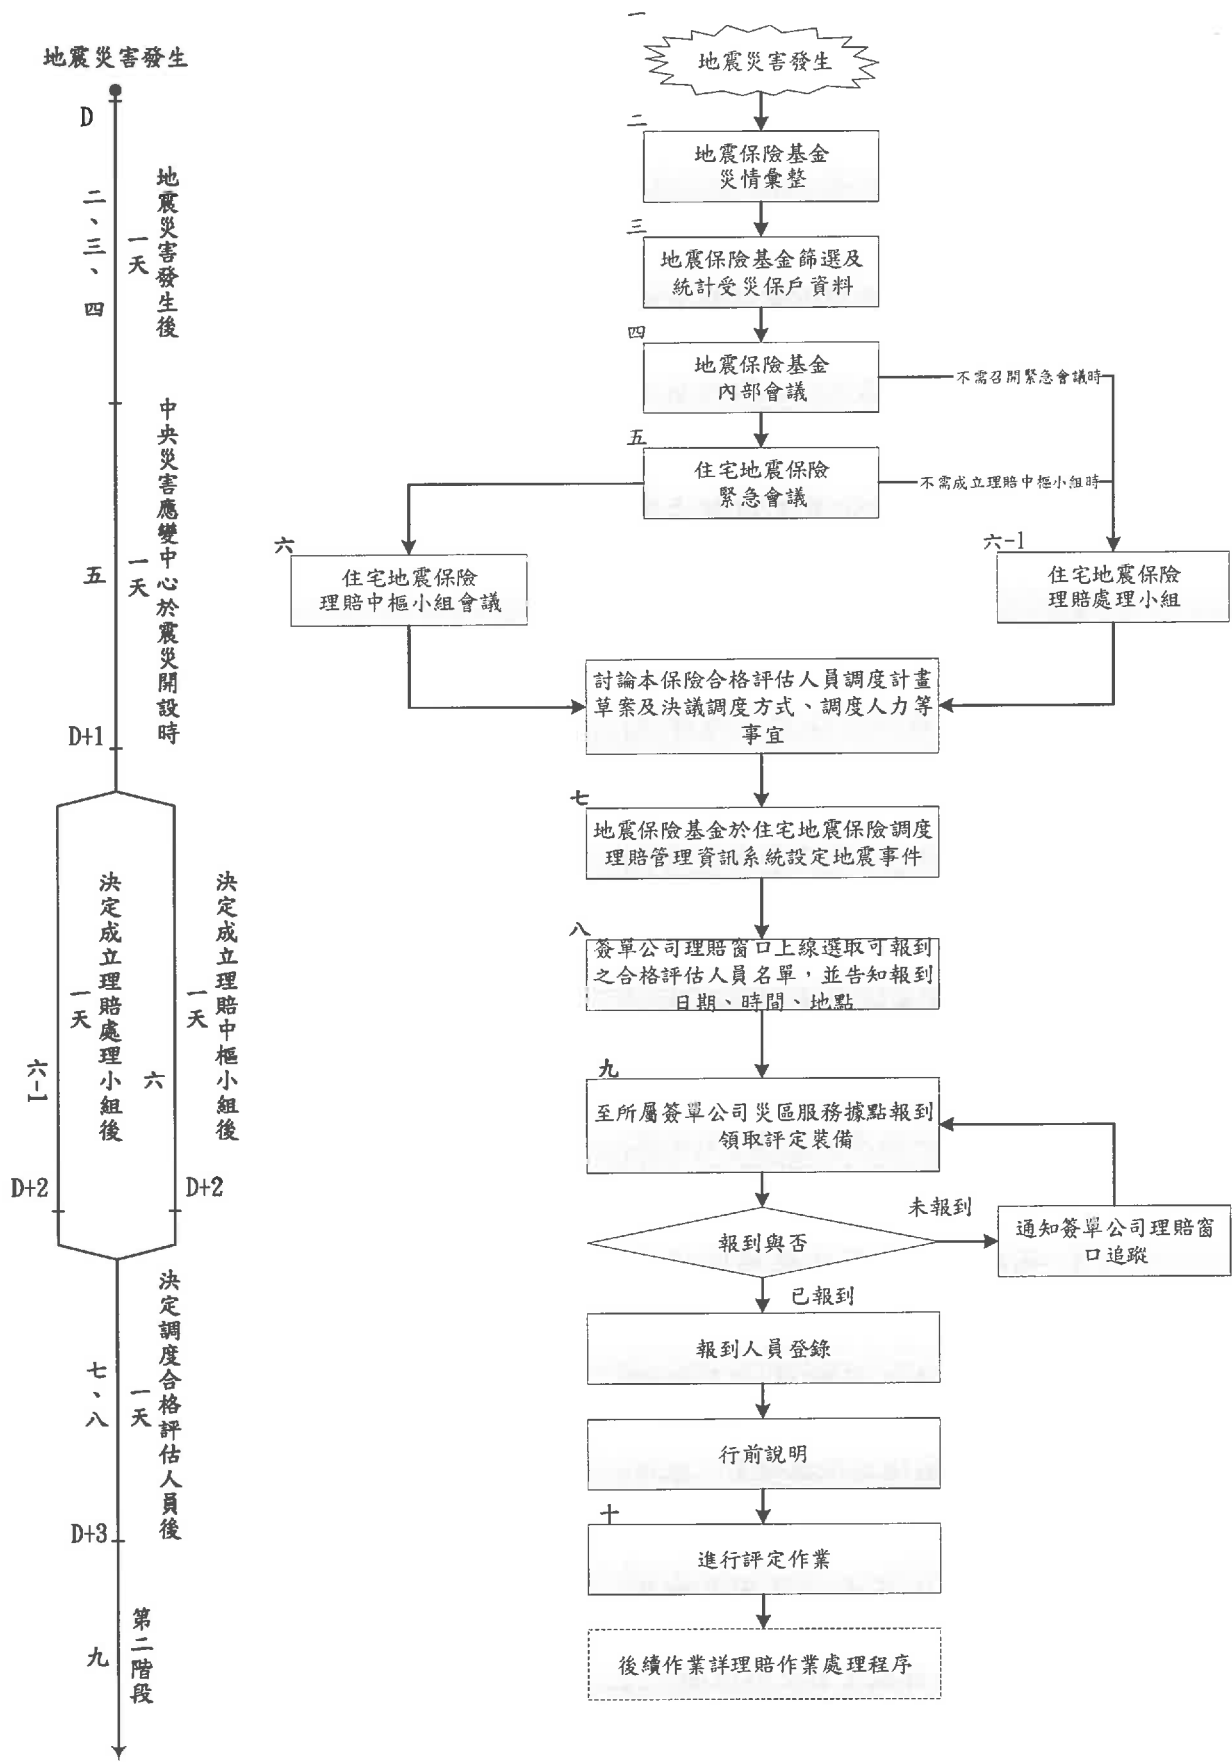 地震災害發生
D
二、三、四
一天
地震災害發生後
五
一天
中央災害應變中心於震災開設時
D+1
六-1
一天
決定成立理賠處理小組後
六
一天
決定成立理賠中樞小組後
D+2
D+2
七、八
一天
決定調度合格評估人員後
D+3
九
第二階段
一
地震災害發生
二
地震保險基金
災情彙整
三
地震保險基金篩選及
統計受災保戶資料
四
地震保險基金
內部會議
不需召開緊急會議時
五
住宅地震保險
緊急會議
不需成立理賠中樞小組時
六
住宅地震保險
理賠中樞小組會議
六-1
住宅地震保險
理賠處理小組
討論本保險合格評估人員調度計畫
草案及決議調度方式、調度人力等
事宜
七
地震保險基金於住宅地震保險調度
理賠管理資訊系統設定地震事件
八
簽單公司理賠窗口上線選取可報到
之合格評估人員名單，並告知報到
日期、時間、地點
九
至所屬簽單公司災區服務據點報到
領取評定裝備
報到與否
未報到
通知簽單公司理賠窗
口追蹤
已報到
報到人員登錄
行前說明
十
進行評定作業
後續作業詳理賠作業處理程序